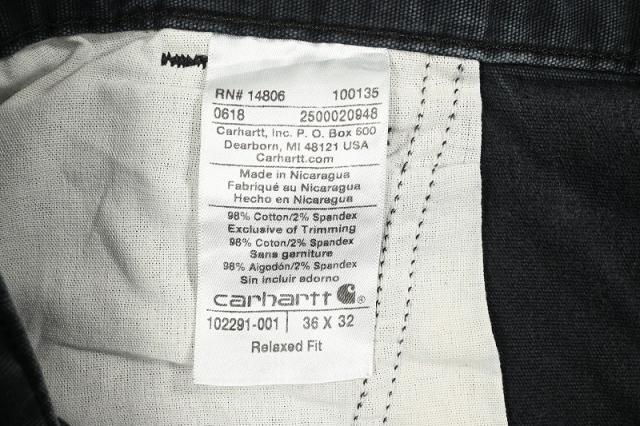 RN# 14806 100135
0618 2500020948
Carhartt, Inc. P. O. Box 600
Dearborn, MI 48121 USA
Carhartt.com
Made in Nicaragua
Fabriqué au Nicaragua
Hecho en Nicaragua
98% Cotton/2% Spandex
Exclusive of Trimming
98% Coton/2% Spandex
Sans garniture
98% Algodón/2% Spandex
Sin incluir adorno
carhartt ®
102291-001 | 36 X 32
Relaxed Fit